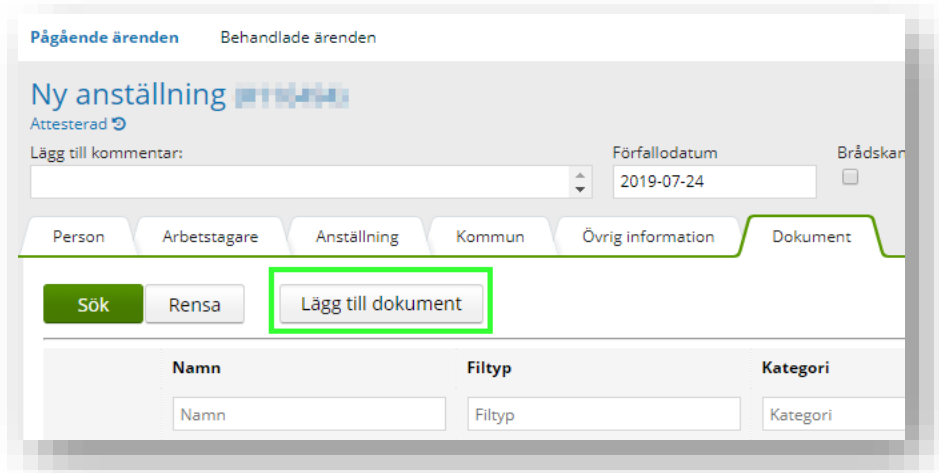 Pågående ärenden Behandlade ärenden
Ny anställning
Attesterad
Lägg till kommentar: Förfallodatum Brådskan
2019-07-24
Person Arbetstagare Anställning Kommun Övrig information Dokument
Sök Rensa Lägg till dokument
Namn Filtyp Kategori
Namn Filtyp Kategori